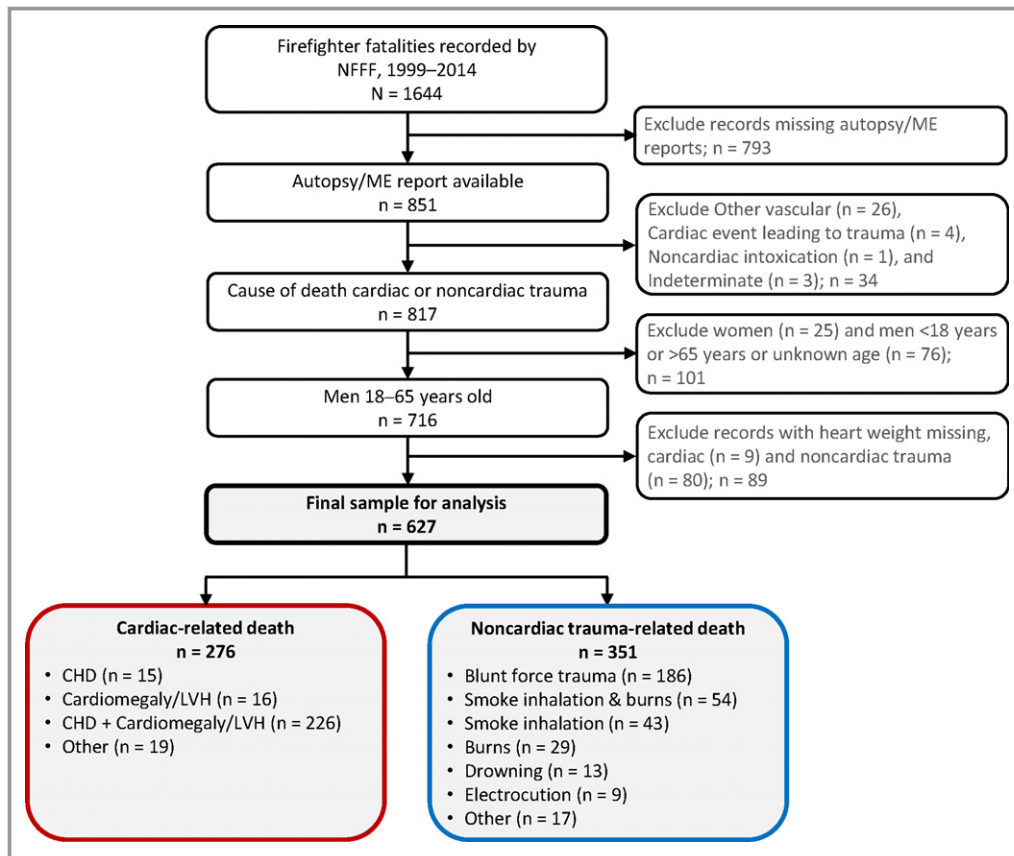 Firefighter fatalities recorded by
NFFF, 1999–2014
N = 1644
Exclude records missing autopsy/ME
reports; n = 793
Autopsy/ME report available
n = 851
Exclude Other vascular (n = 26),
Cardiac event leading to trauma (n = 4),
Noncardiac intoxication (n = 1), and
Indeterminate (n = 3); n = 34
Cause of death cardiac or noncardiac trauma
n = 817
Exclude women (n = 25) and men <18 years
or >65 years or unknown age (n = 76);
n = 101
Men 18–65 years old
n = 716
Exclude records with heart weight missing,
cardiac (n = 9) and noncardiac trauma
(n = 80); n = 89
Final sample for analysis
n = 627
Cardiac-related death
n = 276
• CHD (n = 15)
• Cardiomegaly/LVH (n = 16)
• CHD + Cardiomegaly/LVH (n = 226)
• Other (n = 19)
Noncardiac trauma-related death
n = 351
• Blunt force trauma (n = 186)
• Smoke inhalation & burns (n = 54)
• Smoke inhalation (n = 43)
• Burns (n = 29)
• Drowning (n = 13)
• Electrocution (n = 9)
• Other (n = 17)